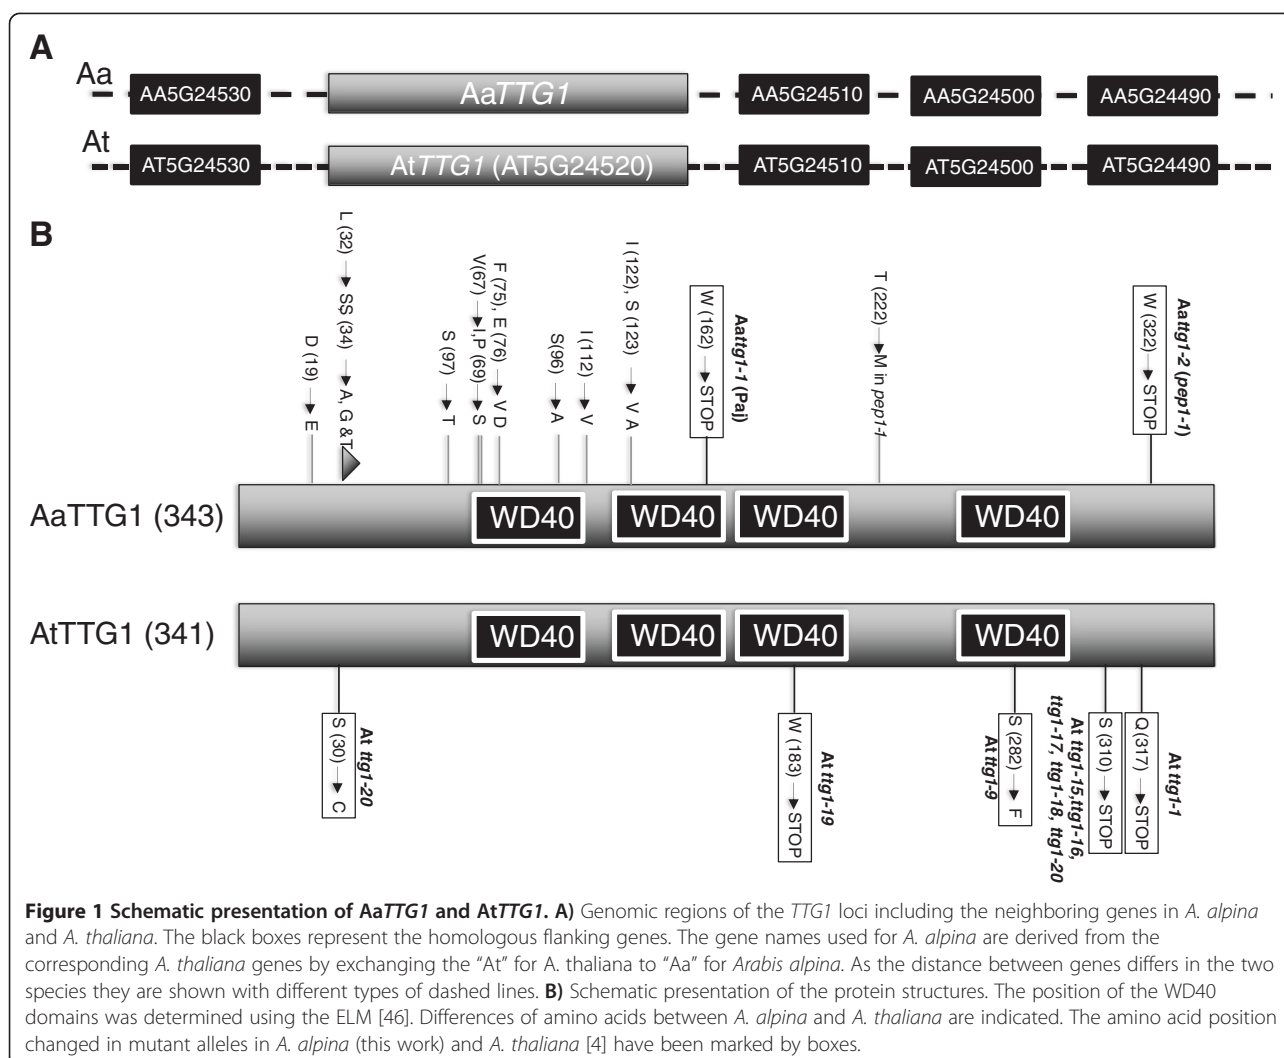 A
Aa
AA5G24530
AaTTG1
AA5G24510
AA5G24500
AA5G24490
At
AT5G24530
AtTTG1 (AT5G24520)
AT5G24510
AT5G24500
AT5G24490
B
D (19) → E
L (32) → SS (34) → A, G & T
S (97) → T
V(67) → I,P (69) → S
F (75), E (76) → V D
S(96) → A
I(112) → V
I (122), S (123) → V A
W (162) → STOP
Aattg1-1 (Paj)
T (222) → M in pep1-1
W (322) → STOP
Aattg1-2 (pep1-1)
AaTTG1 (343)
WD40
WD40
WD40
WD40
AtTTG1 (341)
WD40
WD40
WD40
WD40
S (30) → C
At ttg1-20
W (183) → STOP
At ttg1-19
S (282) → F
At ttg1-9
S (310) → STOP
At ttg1-15,ttg1-16,
ttg1-17, ttg1-18, ttg1-20
Q(317) → STOP
At ttg1-1
Figure 1 Schematic presentation of AaTTG1 and AtTTG1. A) Genomic regions of the TTG1 loci including the neighboring genes in A. alpina
and A. thaliana. The black boxes represent the homologous flanking genes. The gene names used for A. alpina are derived from the
corresponding A. thaliana genes by exchanging the “At” for A. thaliana to “Aa” for Arabis alpina. As the distance between genes differs in the two
species they are shown with different types of dashed lines. B) Schematic presentation of the protein structures. The position of the WD40
domains was determined using the ELM [46]. Differences of amino acids between A. alpina and A. thaliana are indicated. The amino acid position
changed in mutant alleles in A. alpina (this work) and A. thaliana [4] have been marked by boxes.